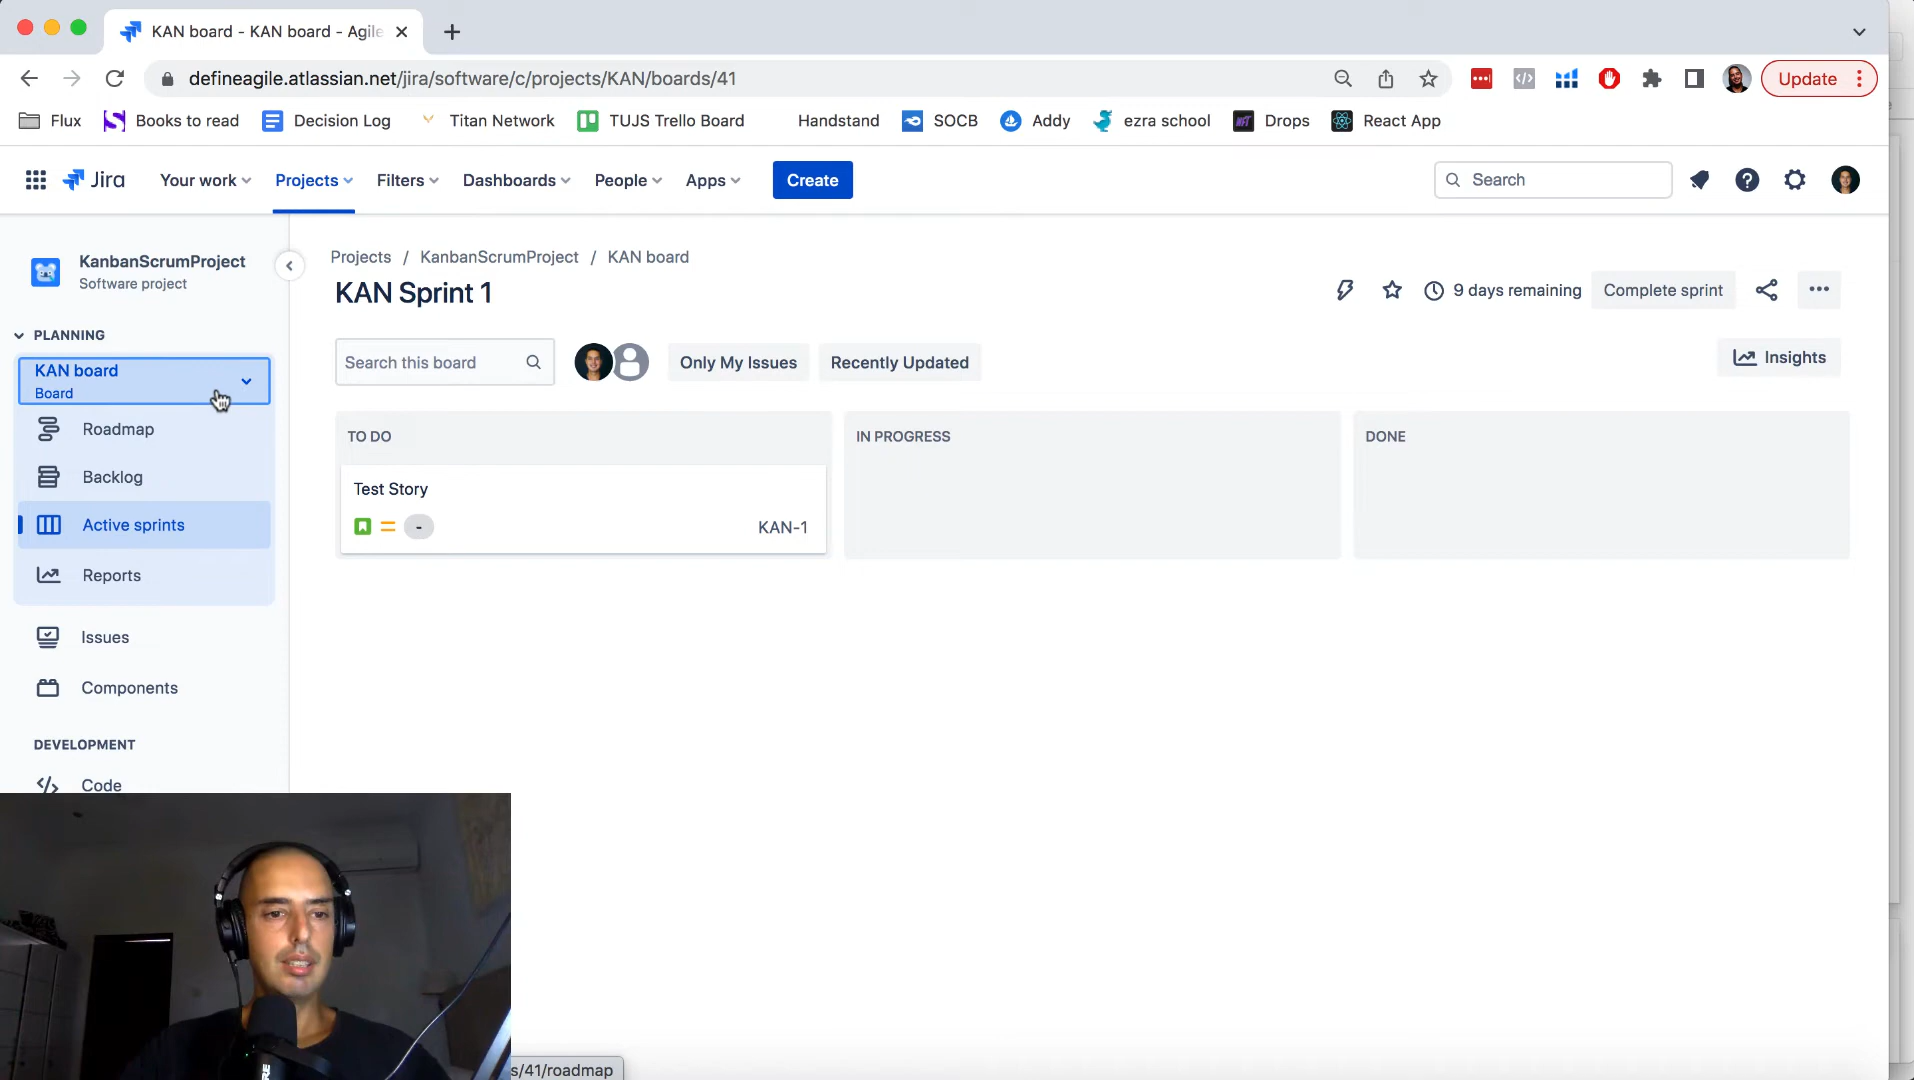 KAN board - KAN board - Agile
defineagile.atlassian.net/jira/software/c/projects/KAN/boards/41
Update
Flux
Books to read
Decision Log
Titan Network
TUJS Trello Board
Handstand
SOCB
Addy
ezra school
Drops
React App
Jira
Your work
Projects
Filters
Dashboards
People
Apps
Create
Search
KanbanScrumProject
Software project
PLANNING
KAN board
Board
Roadmap
Backlog
Active sprints
Reports
Issues
Components
DEVELOPMENT
Code
Projects / KanbanScrumProject / KAN board
KAN Sprint 1
9 days remaining
Complete sprint
Search this board
Only My Issues
Recently Updated
Insights
TO DO
IN PROGRESS
DONE
Test Story
-
KAN-1
s/41/roadmap